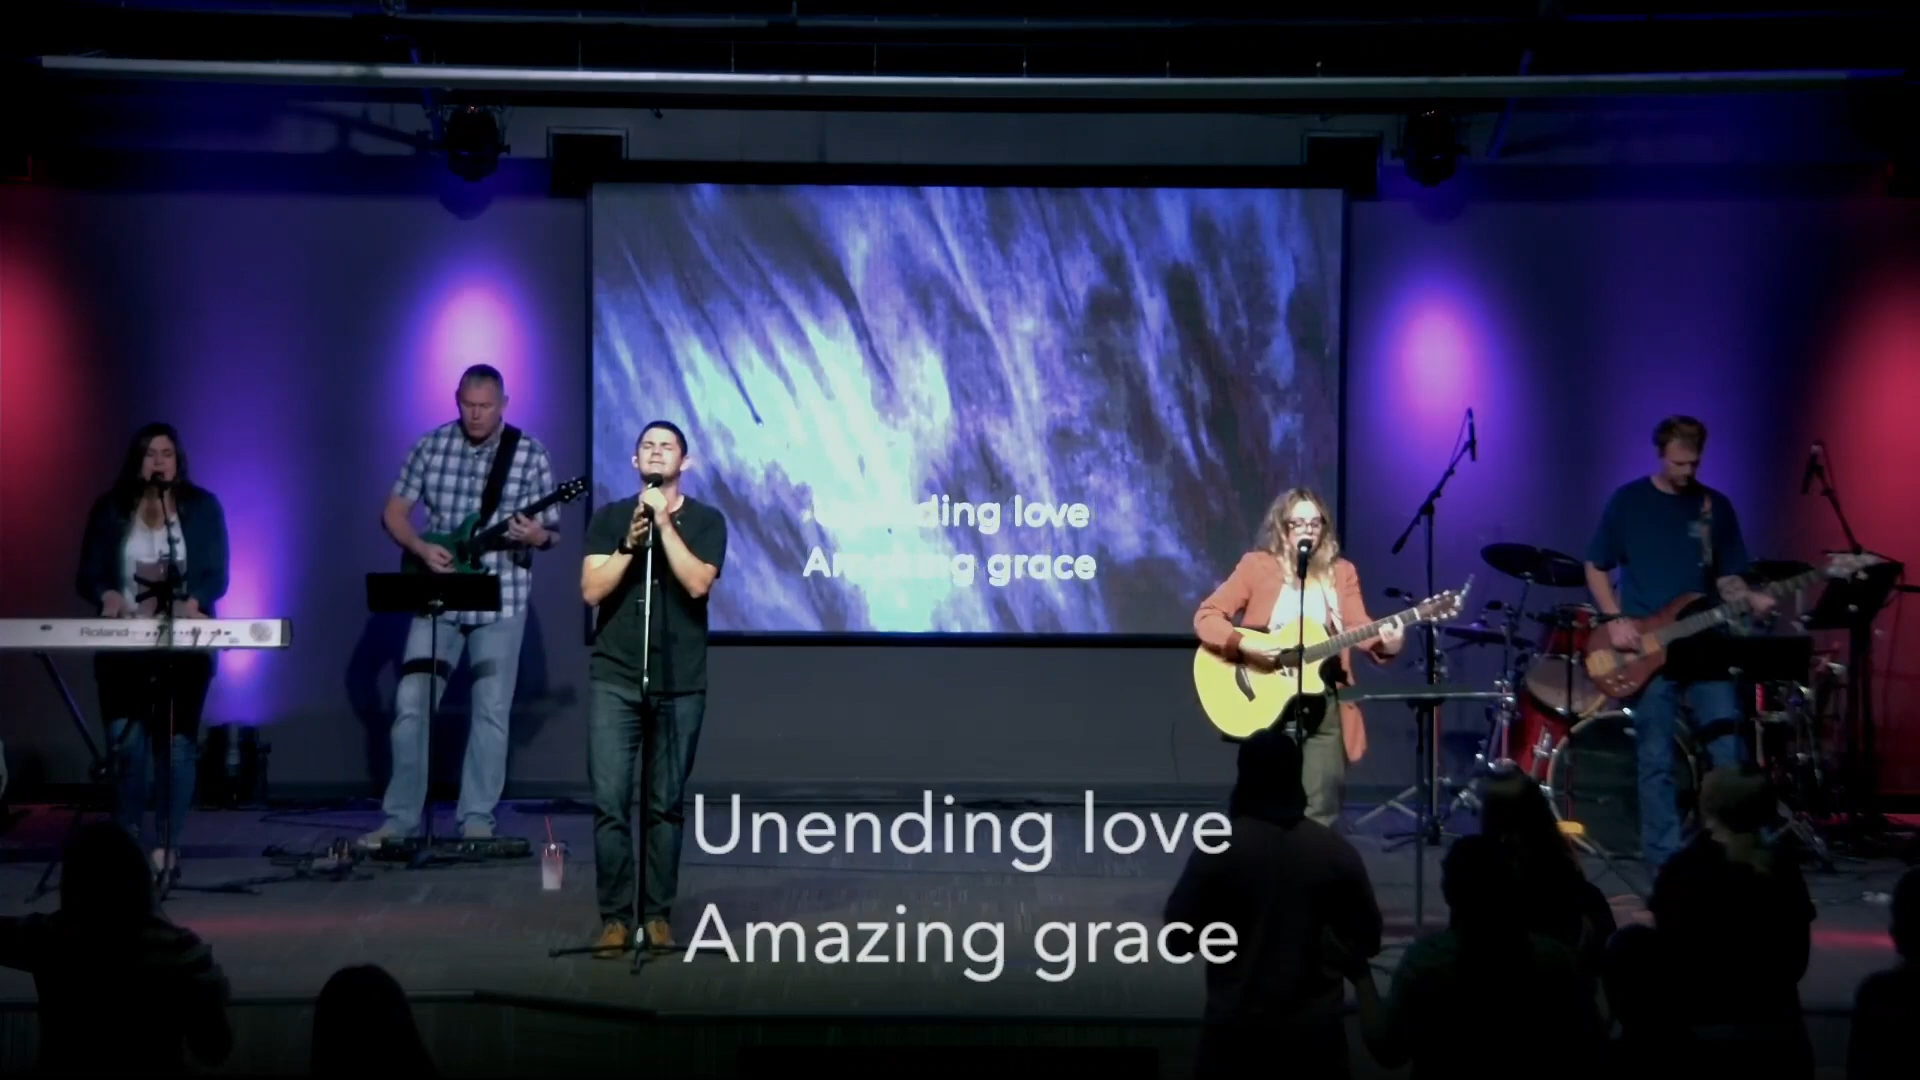 Unending love
Amazing grace
Roland
Unending love
Amazing grace